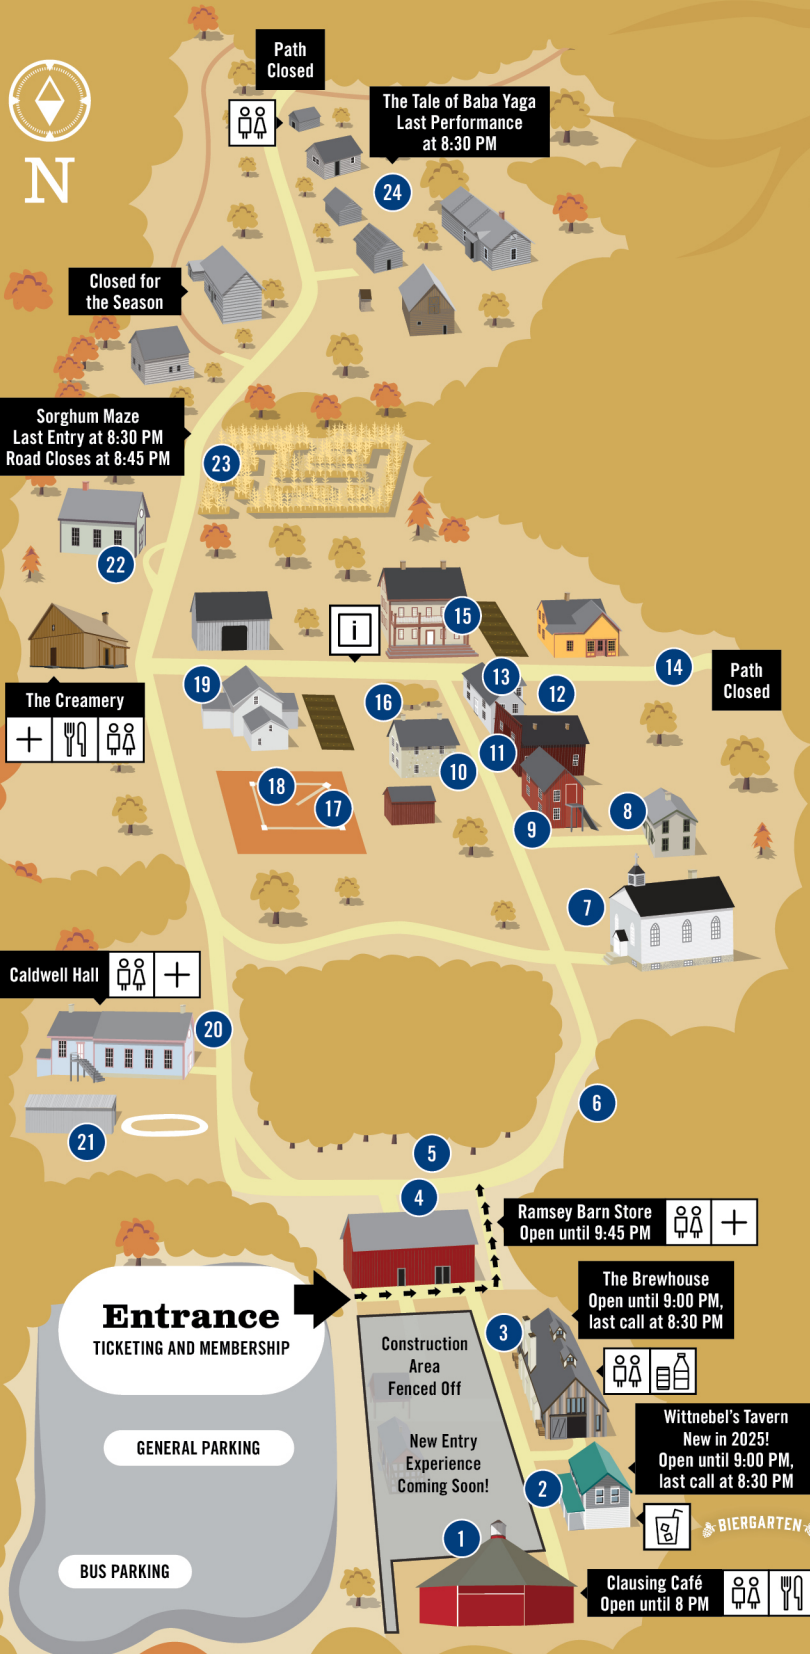 Path
Closed
The Tale of Baba Yaga
Last Performance
at 8:30 PM
N
24
Closed for
the Season
Sorghum Maze
Last Entry at 8:30 PM
Road Closes at 8:45 PM
23
22
i
15
The Creamery
19
16
13
12
14
Path
Closed
11
10
18
17
9
8
7
Caldwell Hall
20
21
6
5
4
Ramsey Barn Store
Open until 9:45 PM
Entrance
TICKETING AND MEMBERSHIP
The Brewhouse
Open until 9:00 PM,
last call at 8:30 PM
3
Construction
Area
Fenced Off
New Entry
Experience
Coming Soon!
GENERAL PARKING
Wittnebel's Tavern
New in 2025!
Open until 9:00 PM,
last call at 8:30 PM
2
BIERGARTEN
1
BUS PARKING
Clausing Café
Open until 8 PM